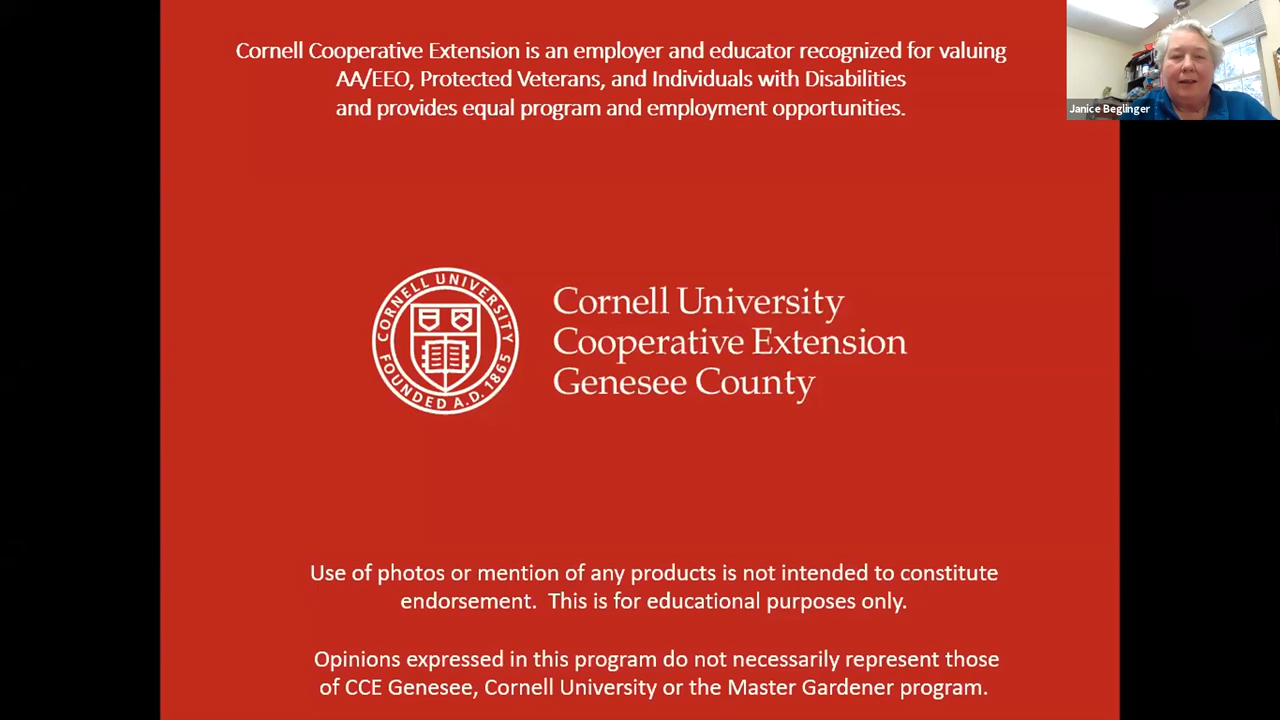 Cornell Cooperative Extension is an employer and educator recognized for valuing
AA/EEO, Protected Veterans, and Individuals with Disabilities
and provides equal program and employment opportunities.
Janice Beglinger
CORNELL UNIVERSITY
FOUNDED A.D. 1865
Cornell University
Cooperative Extension
Genesee County
Use of photos or mention of any products is not intended to constitute
endorsement.  This is for educational purposes only.
Opinions expressed in this program do not necessarily represent those
of CCE Genesee, Cornell University or the Master Gardener program.